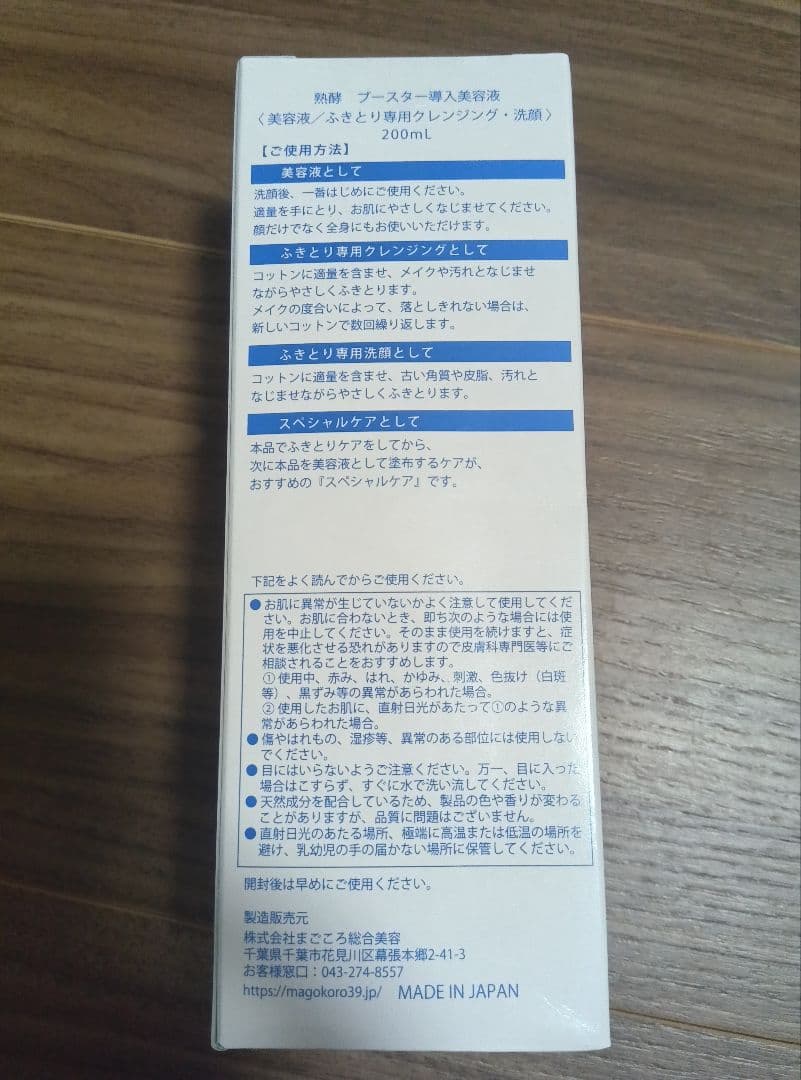 熟酵　ブースター導入美容液
〈 美容液／ふきとり専用クレンジング・洗顔 〉
200mL
【ご使用方法】
美容液として
洗顔後、一番はじめにご使用ください。
適量を手にとり、お肌にやさしくなじませてください。
顔だけでなく全身にもお使いいただけます。
ふきとり専用クレンジングとして
コットンに適量を含ませ、メイクや汚れとなじませ
ながらやさしくふきとります。
メイクの度合いによって、落としきれない場合は、
新しいコットンで数回繰り返します。
ふきとり専用洗顔として
コットンに適量を含ませ、古い角質や皮脂、汚れと
なじませながらやさしくふきとります。
スペシャルケアとして
本品でふきとりケアをしてから、
次に本品を美容液として塗布するケアが、
おすすめの『スペシャルケア』です。
下記をよく読んでからご使用ください。
●お肌に異常が生じていないかよく注意して使用してくだ
さい。お肌に合わないとき、即ち次のような場合には使
用を中止してください。そのまま使用を続けますと、症
状を悪化させる恐れがありますので皮膚科専門医等にご
相談されることをおすすめします。
①使用中、赤み、はれ、かゆみ、刺激、色抜け（白斑
等）、黒ずみ等の異常があらわれた場合。
②使用したお肌に、直射日光があたって①のような異
常があらわれた場合。
●傷やはれもの、湿疹等、異常のある部位には使用しない
でください。
●目にはいらないようご注意ください。万一、目に入った
場合はこすらず、すぐに水で洗い流してください。
●天然成分を配合しているため、製品の色や香りが変わる
ことがありますが、品質に問題はございません。
●直射日光のあたる場所、極端に高温または低温の場所を
避け、乳幼児の手の届かない場所に保管してください。
開封後は早めにご使用ください。
製造販売元
株式会社まごころ総合美容
千葉県千葉市花見川区幕張本郷2-41-3
お客様窓口：043-274-8557
https://magokoro39.jp/ MADE IN JAPAN